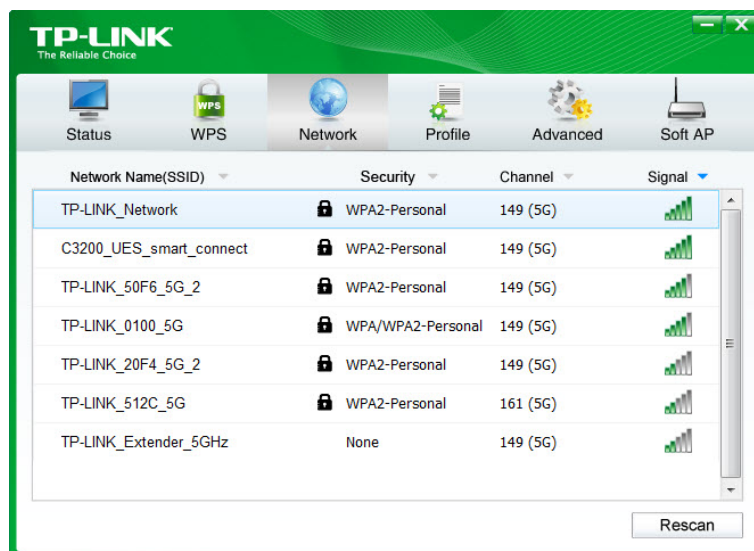 TP-LINK
The Reliable Choice
WPS
Status WPS Network Profile Advanced Soft AP
Network Name(SSID) Security Channel Signal
TP-LINK_Network WPA2-Personal 149 (5G)
C3200_UES_smart_connect WPA2-Personal 149 (5G)
TP-LINK_50F6_5G_2 WPA2-Personal 149 (5G)
TP-LINK_0100_5G WPA/WPA2-Personal 149 (5G)
TP-LINK_20F4_5G_2 WPA2-Personal 149 (5G)
TP-LINK_512C_5G WPA2-Personal 161 (5G)
TP-LINK_Extender_5GHz None 149 (5G)
Rescan